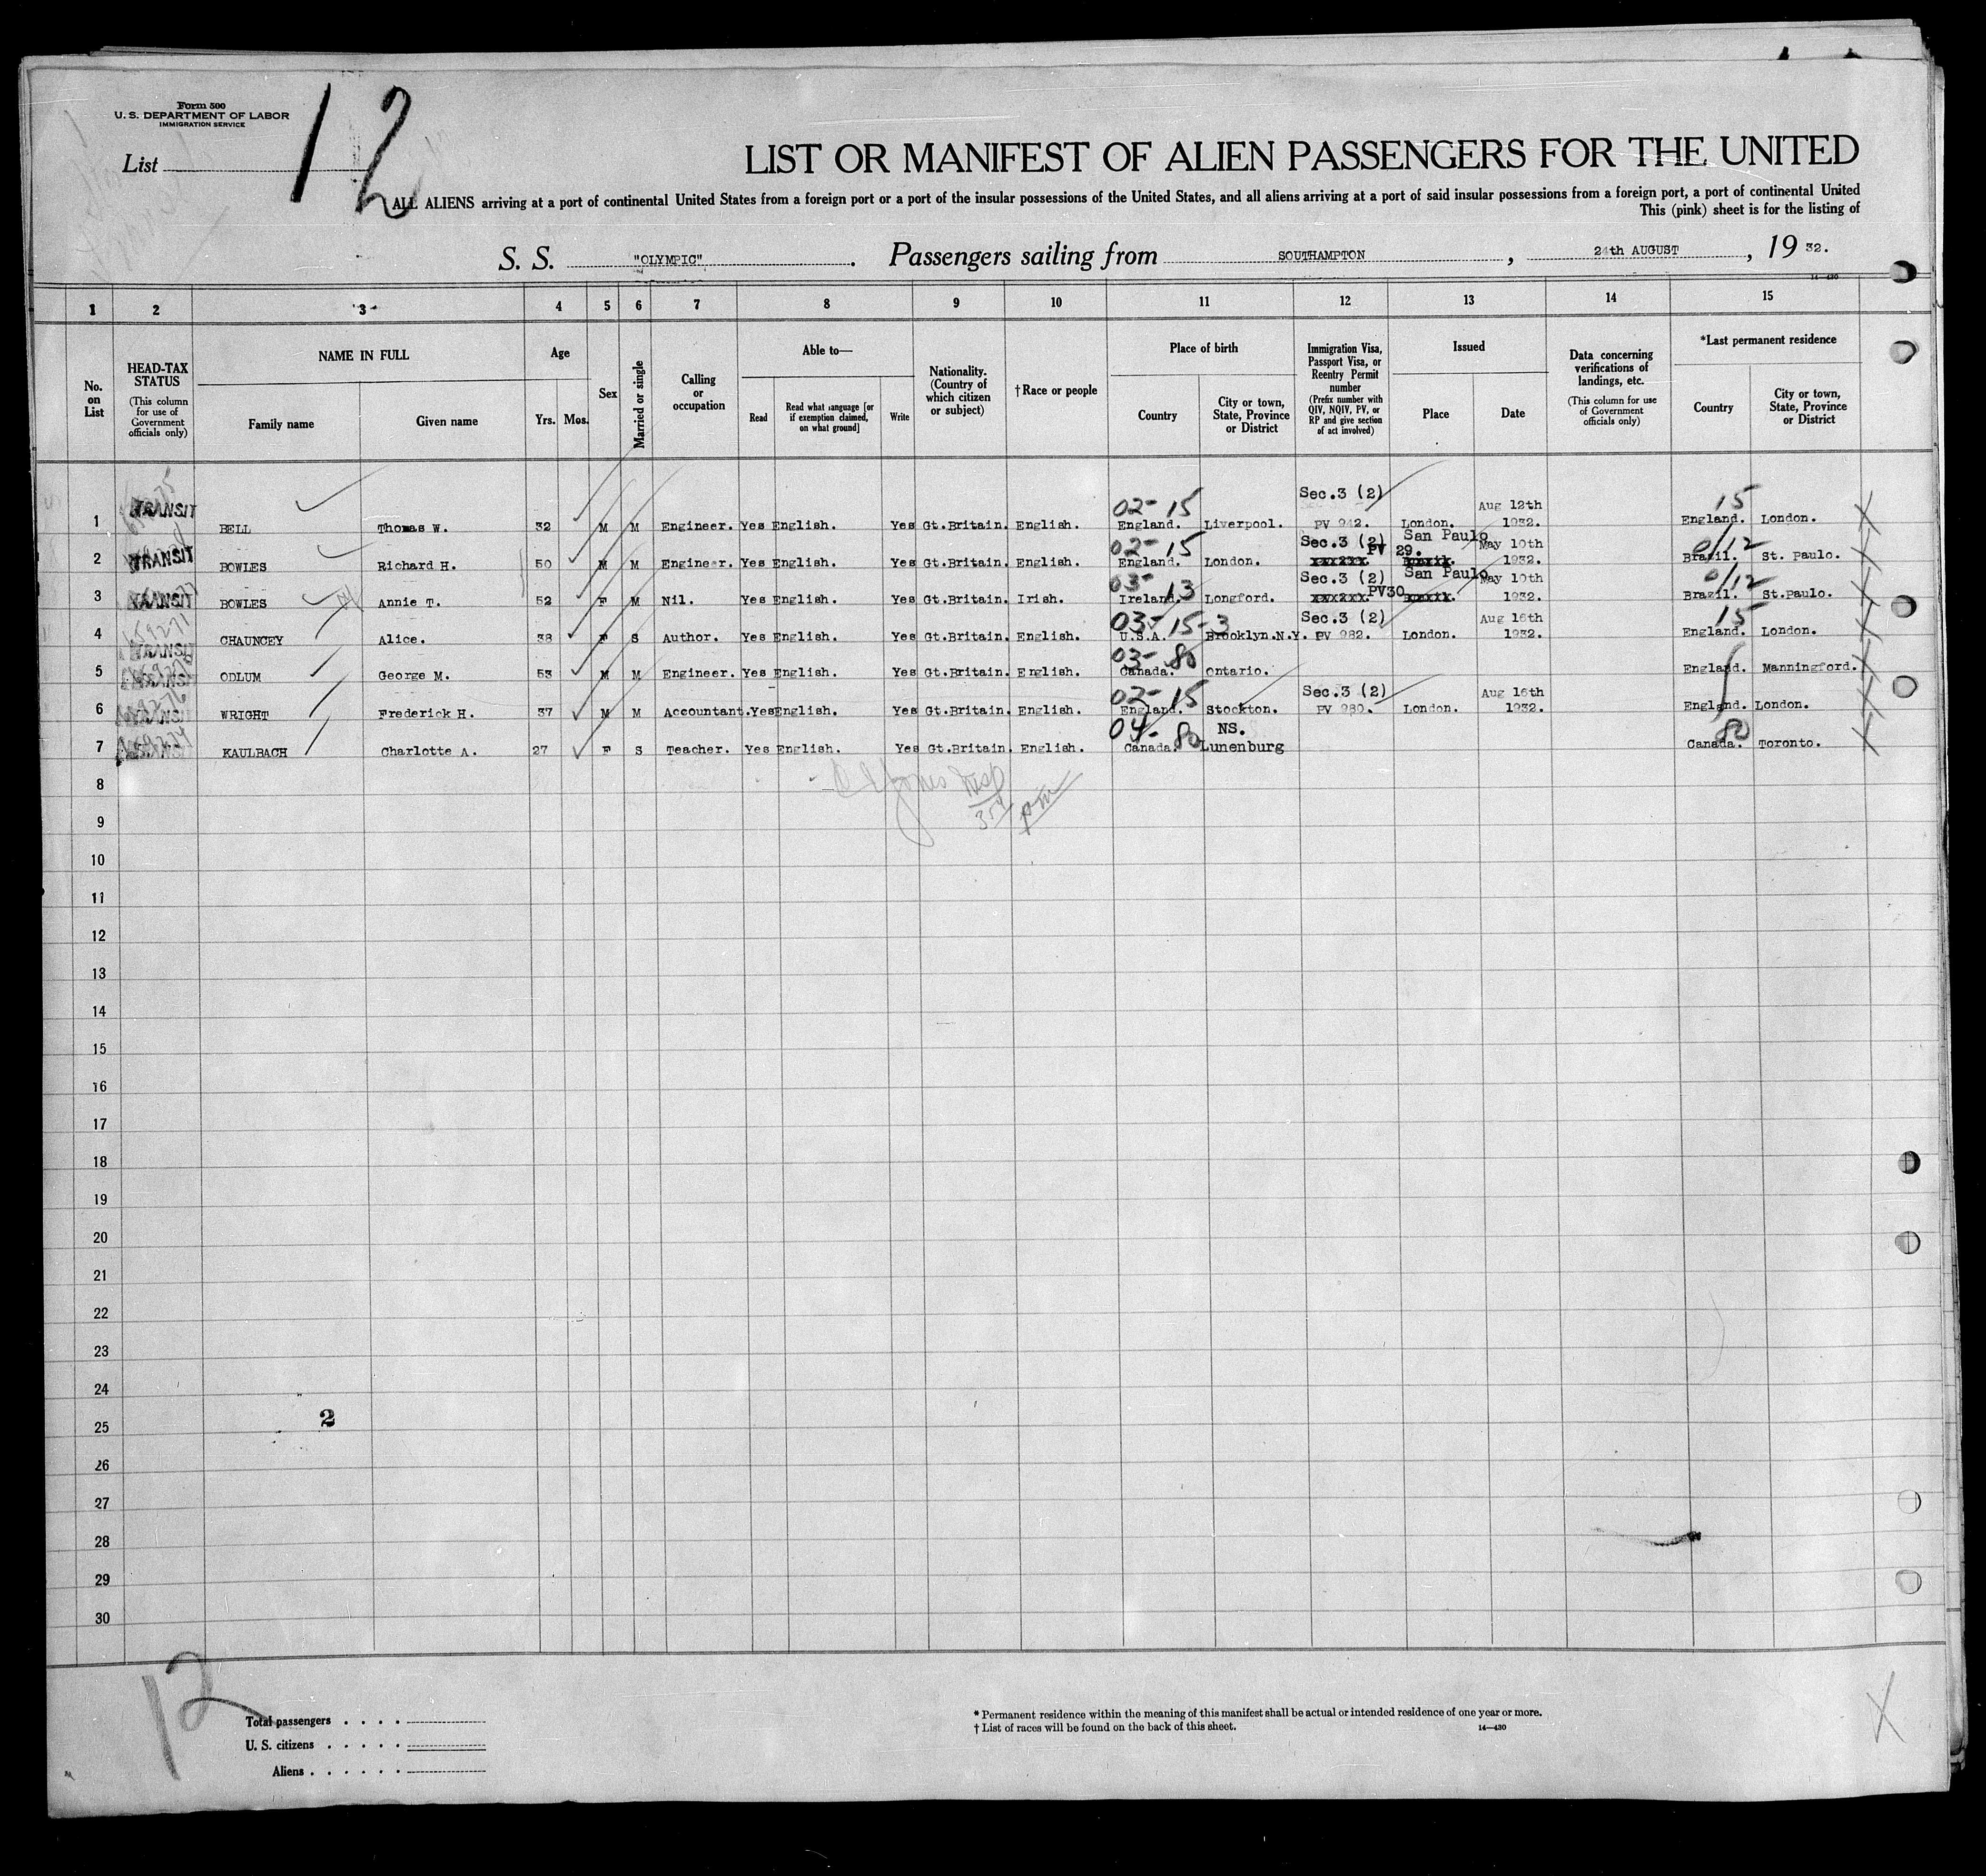 Form 500
U. S. DEPARTMENT OF LABOR
IMMIGRATION SERVICE
List
12
LIST OR MANIFEST OF ALIEN PASSENGERS FOR THE UNITED
ALL ALIENS arriving at a port of continental United States from a foreign port or a port of the insular possessions of the United States, and all aliens arriving at a port of said insular possessions from a foreign port, a port of continental United
This (pink) sheet is for the listing of
S. S. "OLYMPIC". Passengers sailing from SOUTHAMPTON, 24th AUGUST, 19 32.
14—430
1 2 3 4 5 6 7 8 9 10 11 12 13 14 15
No. on List
HEAD-TAX STATUS (This column for use of Government officials only)
NAME IN FULL
Family name Given name
Age
Yrs. Mos.
Sex
Married or single
Calling or occupation
Able to—
Read Read what language [or if exemption claimed, on what ground] Write
Nationality. (Country of which citizen or subject)
† Race or people
Place of birth
Country City or town, State, Province or District
Immigration Visa, Passport Visa, or Reentry Permit number (Prefix number with QIV, NQIV, PV, or RP and give section of act involved)
Issued
Place Date
Data concerning verifications of landings, etc. (This column for use of Government officials only)
*Last permanent residence
Country City or town, State, Province or District
TRANSIT 02-15 Sec.3 (2) Aug 12th 15
1 BELL Thomas W. 32 M M Engineer. Yes English. Yes Gt.Britain. English. England. Liverpool. PV 942. London. 1932. England. London.
02-15 Sec.3 (2) PV 29. San Paulo May 10th 0/12
2 TRANSIT BOWLES Richard H. 50 M M Engineer. Yes English. Yes Gt.Britain. English. England. London. 1932. Brazil. St. Paulo.
03-13 Sec.3 (2) PV30 San Paulo May 10th 0/12
3 TRANSIT BOWLES Annie T. 52 F M Nil. Yes English. Yes Gt.Britain. Irish. Ireland. Longford. 1932. Brazil. St.Paulo.
03-15-3 Sec.3 (2) Aug 16th 15
4 CHAUNCEY Alice. 38 F S Author. Yes English. Yes Gt.Britain. English. U.S.A. Brooklyn.N.Y. PV 982. London. 1932. England. London.
TRANSIT
03-80
5 ODLUM George M. 53 M M Engineer. Yes English. Yes Gt.Britain. English. Canada. Ontario. England. Manningford.
02-15 Sec.3 (2) Aug 16th
6 TRANSIT WRIGHT Frederick H. 37 M M Accountant. Yes English. Yes Gt.Britain. English. England. Stockton. PV 980. London. 1932. England. London.
04-80 NS. 80
7 KAULBACH Charlotte A. 27 F S Teacher. Yes English. Yes Gt.Britain. English. Canada. Lunenburg Canada. Toronto.
8
9
10
11
12
13
14
15
16
17
18
19
20
21
22
23
24
2
25
26
27
28
29
30
12
Total passengers
U. S. citizens
Aliens
* Permanent residence within the meaning of this manifest shall be actual or intended residence of one year or more.
† List of races will be found on the back of this sheet. 14—430